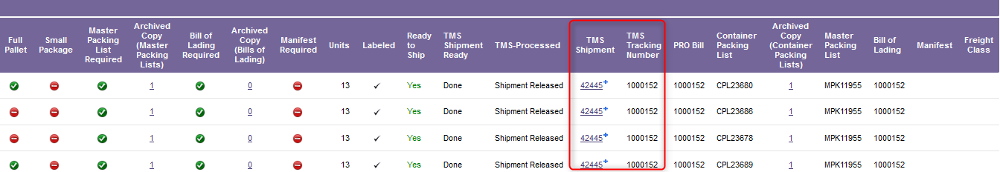 Full Pallet
Small Package
Master Packing List Required
Archived Copy (Master Packing Lists)
Bill of Lading Required
Archived Copy (Bills of Lading)
Manifest Required
Units
Labeled
Ready to Ship
TMS Shipment Ready
TMS-Processed
TMS Shipment
TMS Tracking Number
PRO Bill
Container Packing List
Archived Copy (Container Packing Lists)
Master Packing List
Bill of Lading
Manifest
Freight Class
1 0 13 Yes Done Shipment Released 42445+ 1000152 1000152 CPL23680 1 MPK11955 1000152
1 0 13 Yes Done Shipment Released 42445+ 1000152 1000152 CPL23686 1 MPK11955 1000152
1 0 13 Yes Done Shipment Released 42445+ 1000152 1000152 CPL23678 1 MPK11955 1000152
1 0 13 Yes Done Shipment Released 42445+ 1000152 1000152 CPL23689 1 MPK11955 1000152